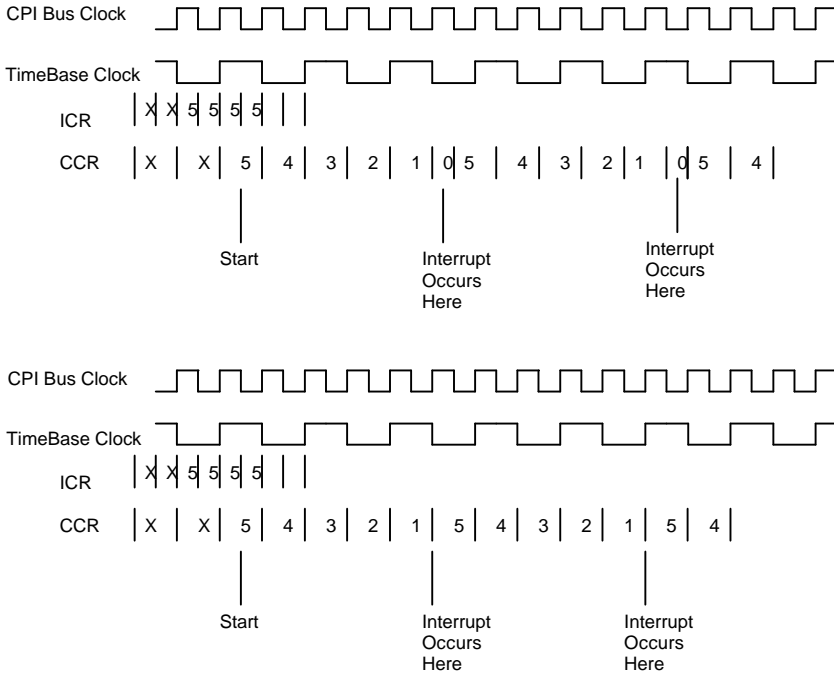 CPI Bus Clock
TimeBase Clock
ICR X X 5 5 5 5
CCR X X 5 4 3 2 1 0 5 4 3 2 1 0 5 4
Start
Interrupt
Occurs
Here
Interrupt
Occurs
Here
CPI Bus Clock
TimeBase Clock
ICR X X 5 5 5 5
CCR X X 5 4 3 2 1 5 4 3 2 1 5 4
Start
Interrupt
Occurs
Here
Interrupt
Occurs
Here